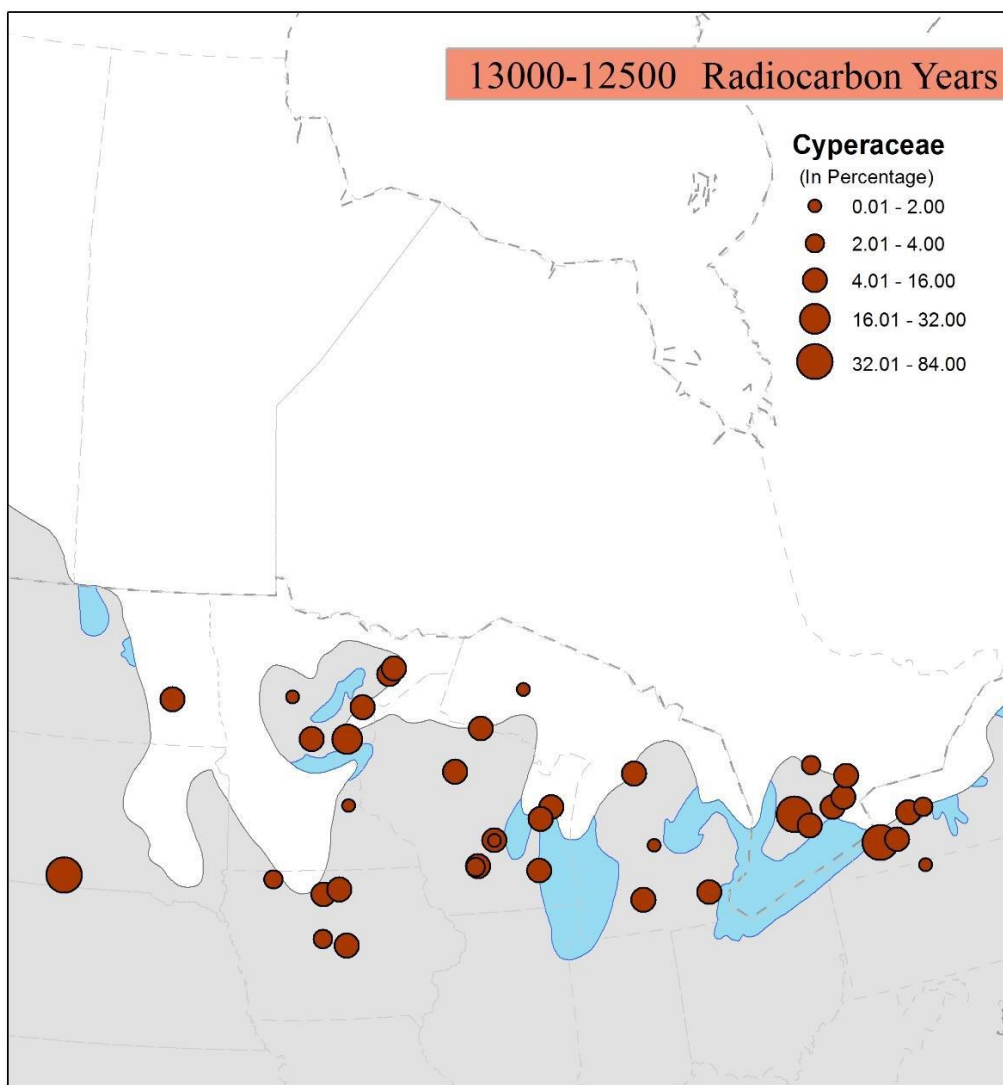 13000-12500 Radiocarbon Years
Cyperaceae
(In Percentage)
0.01 - 2.00
2.01 - 4.00
4.01 - 16.00
16.01 - 32.00
32.01 - 84.00